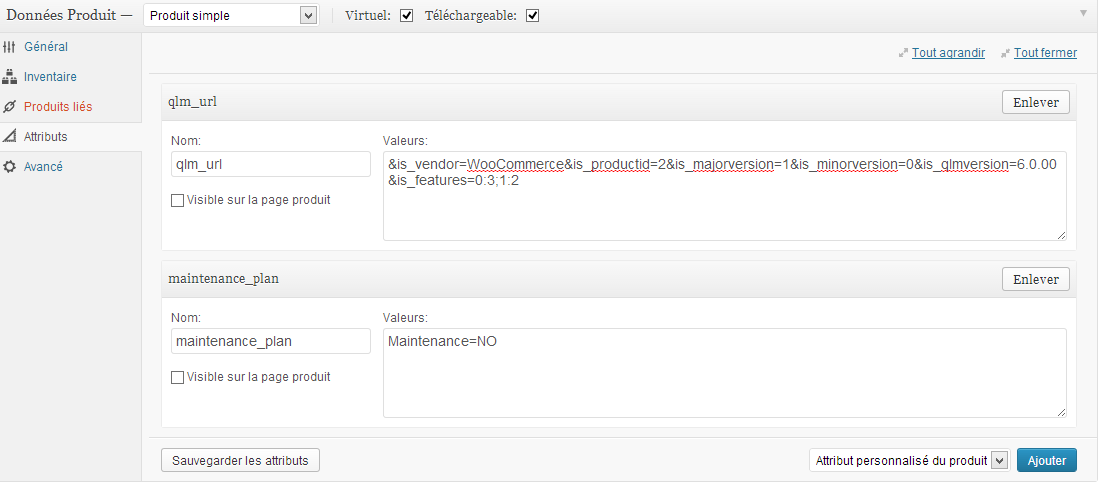 Données Produit —
Produit simple
Virtuel:
Téléchargeable:
Général
Inventaire
Produits liés
Attributs
Avancé
Tout agrandir
Tout fermer
qlm_url
Enlever
Nom:
Valeurs:
qlm_url
&is_vendor=WooCommerce&is_productid=2&is_majorversion=1&is_minorversion=0&is_qlmversion=6.0.00
&is_features=0:3;1:2
Visible sur la page produit
maintenance_plan
Enlever
Nom:
Valeurs:
maintenance_plan
Maintenance=NO
Visible sur la page produit
Sauvegarder les attributs
Attribut personnalisé du produit
Ajouter